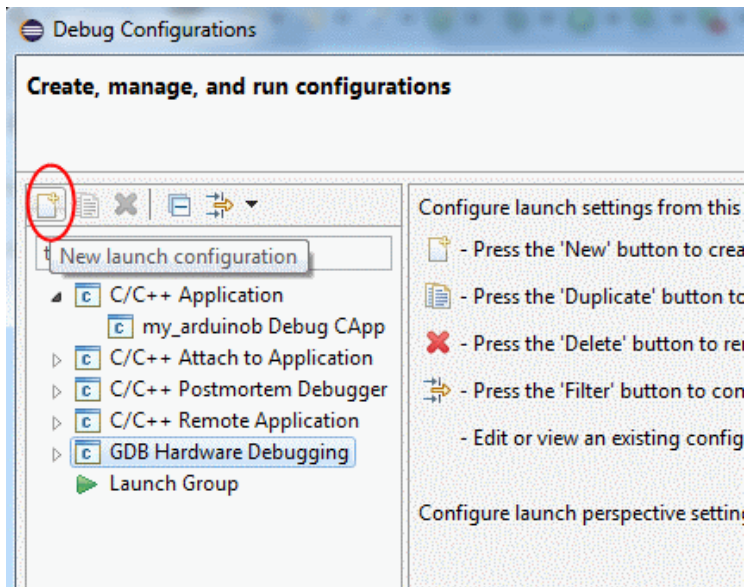 Debug Configurations
Create, manage, and run configurations
New launch configuration
C/C++ Application
my_arduinob Debug CApp
C/C++ Attach to Application
C/C++ Postmortem Debugger
C/C++ Remote Application
GDB Hardware Debugging
Launch Group
Configure launch settings from this
- Press the 'New' button to crea
- Press the 'Duplicate' button to
- Press the 'Delete' button to re
- Press the 'Filter' button to con
- Edit or view an existing config
Configure launch perspective setting